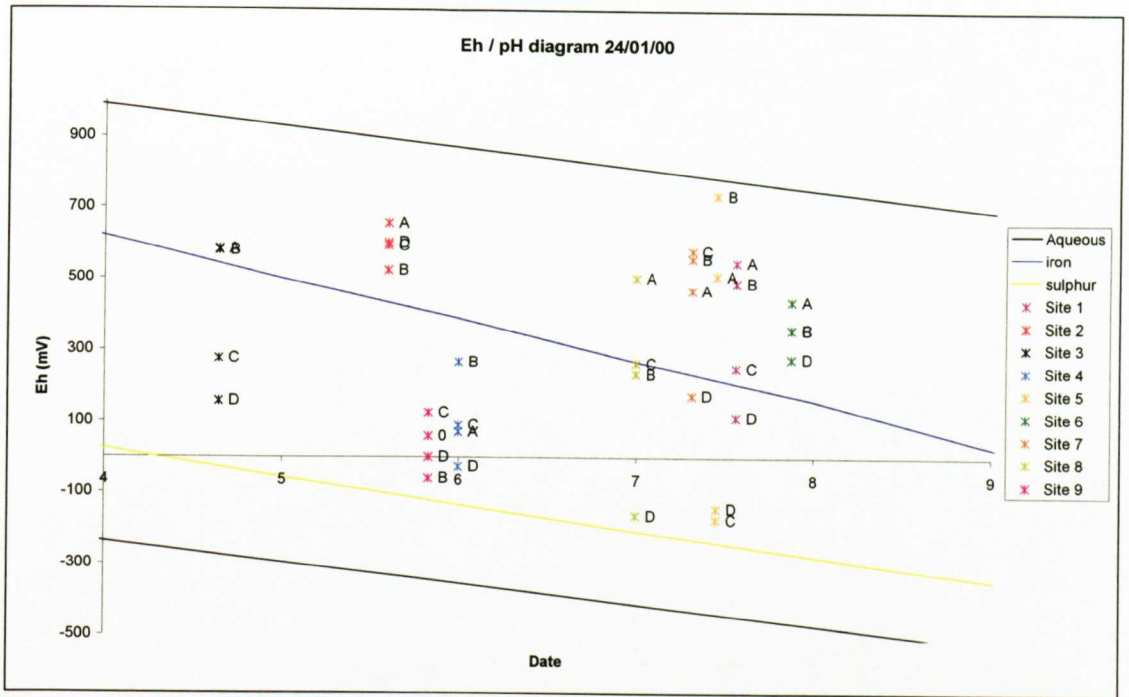 Eh / pH diagram 24/01/00
Eh (mV)
900
700
500
300
100
-100
-300
-500
4
5
6
7
8
9
Date
B
C
D
A
D
C
B
C
0
D
B
B
C
A
D
A
C
B
D
C
B
A
D
B
A
D
C
A
B
C
D
A
B
D
Aqueous
iron
sulphur
Site 1
Site 2
Site 3
Site 4
Site 5
Site 6
Site 7
Site 8
Site 9